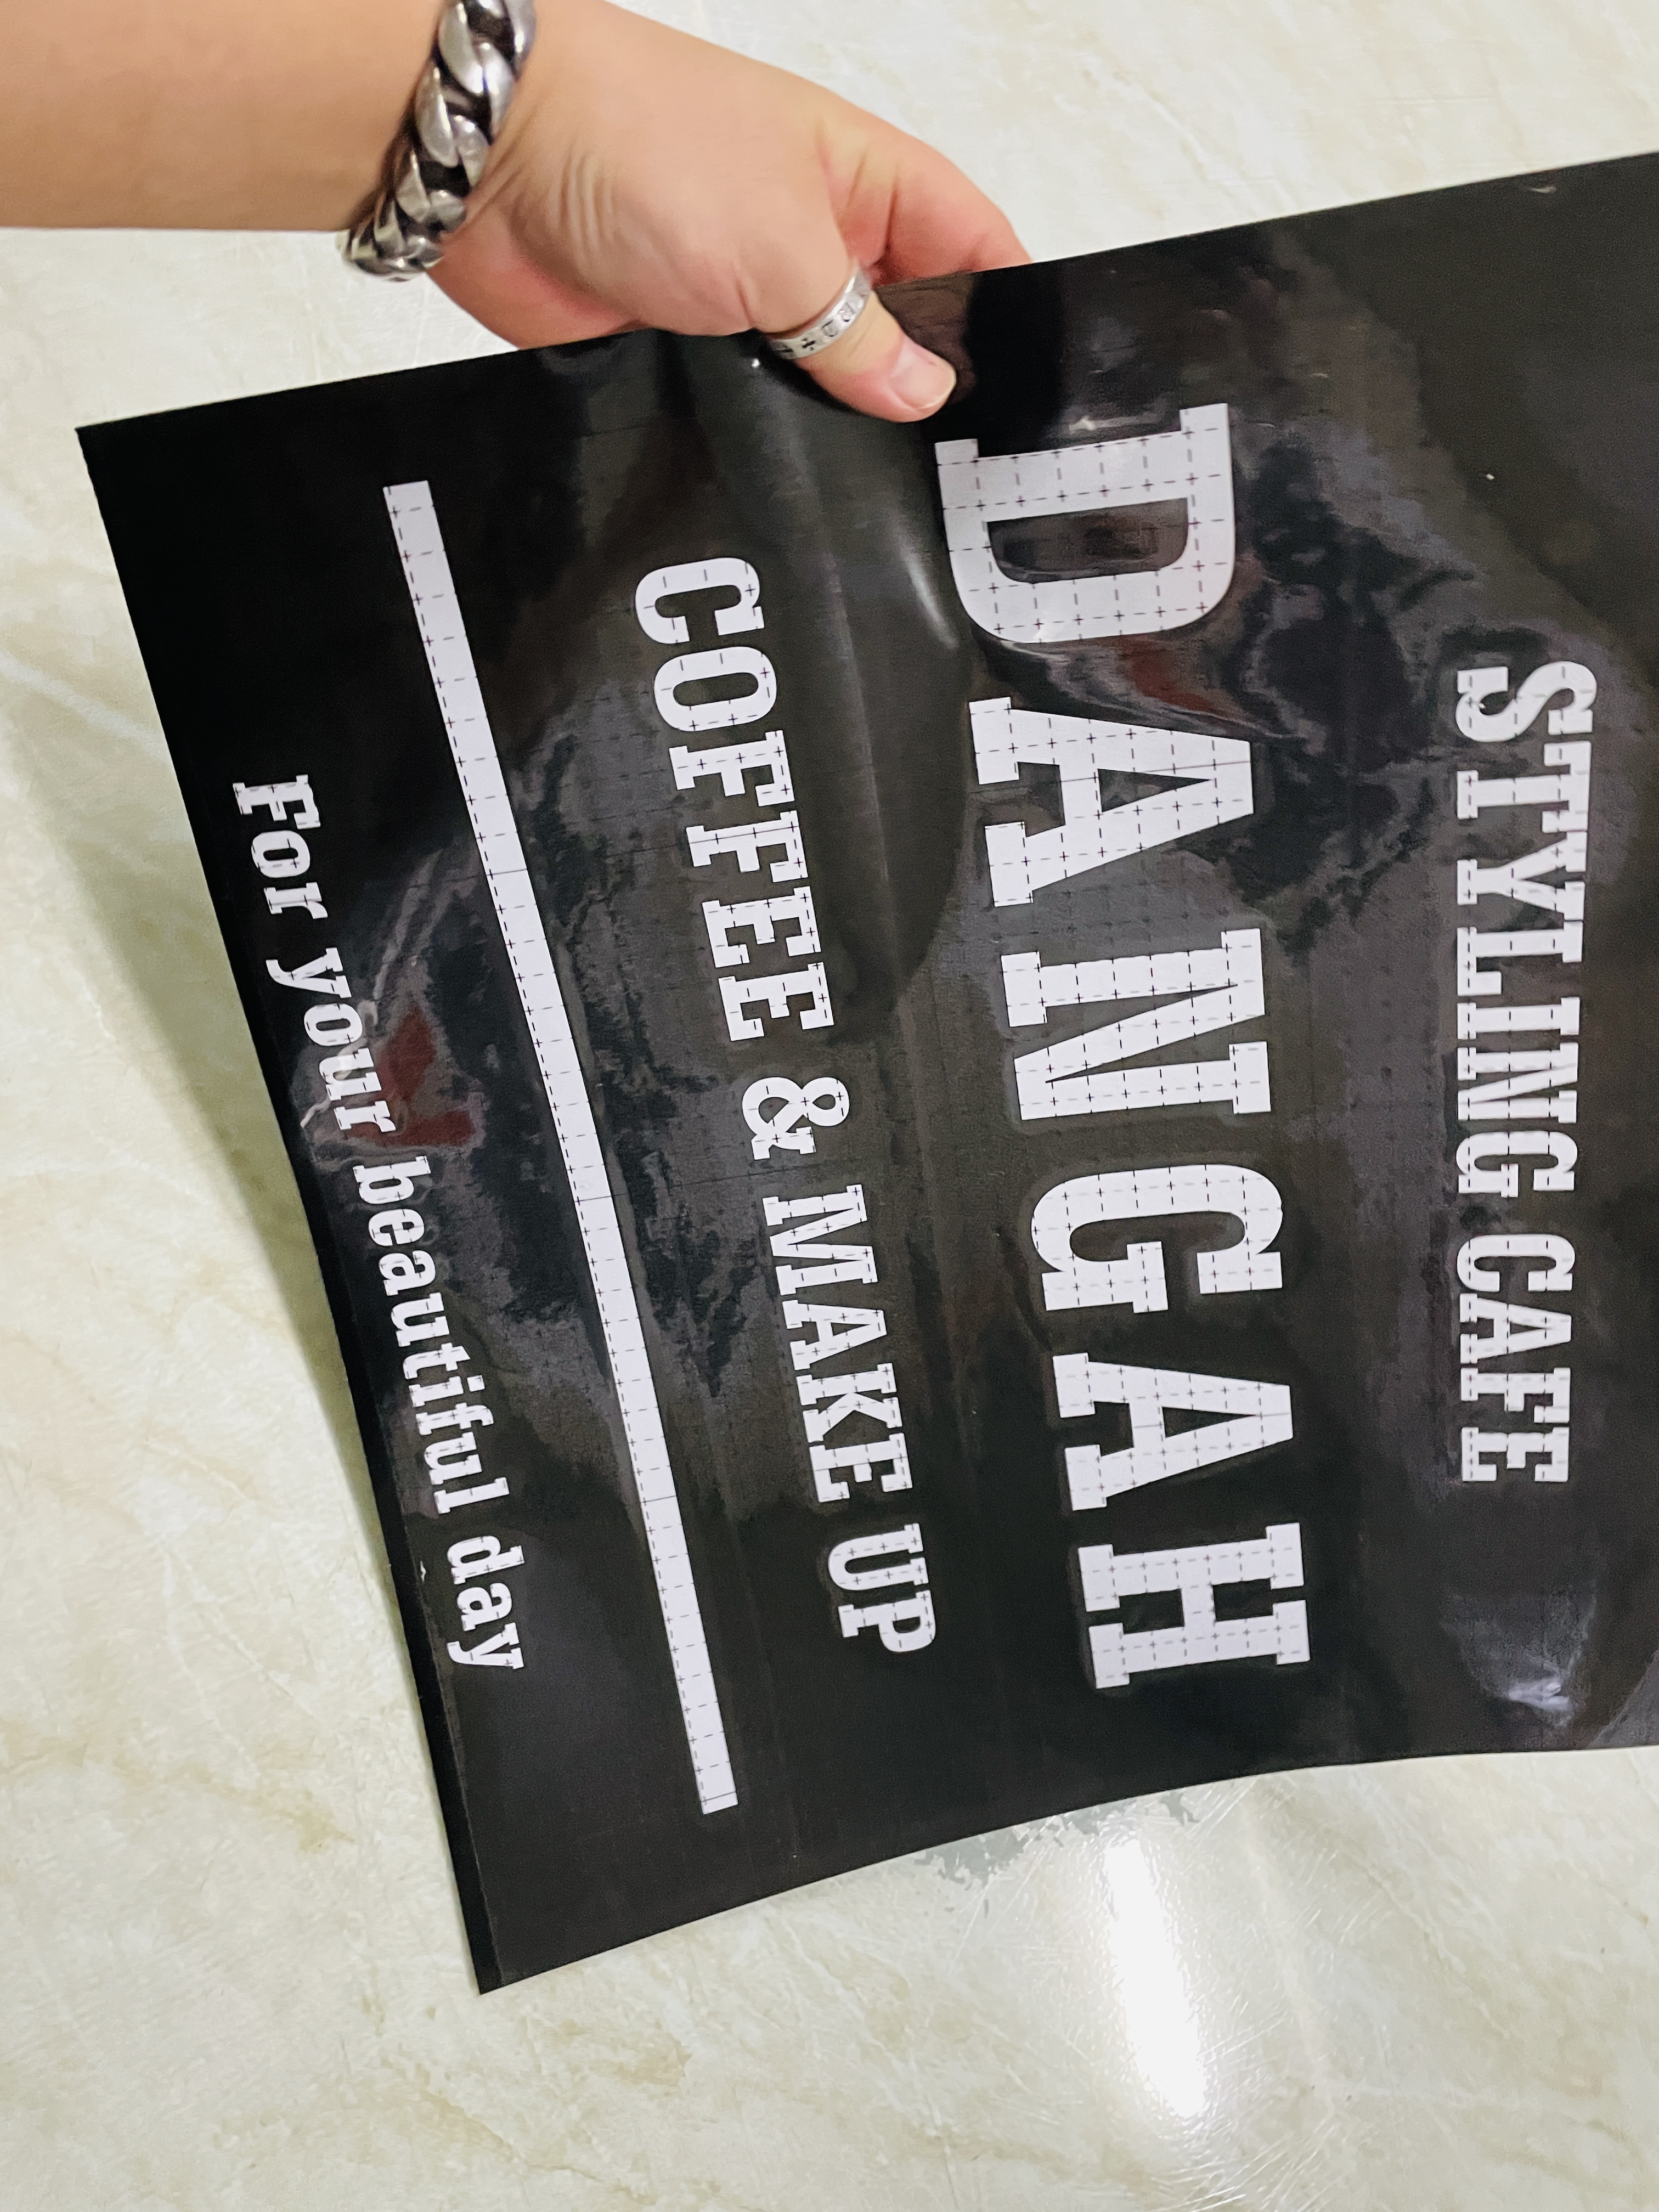 STYLING CAFE
DANGAH
COFFEE & MAKE UP
For your beautiful day